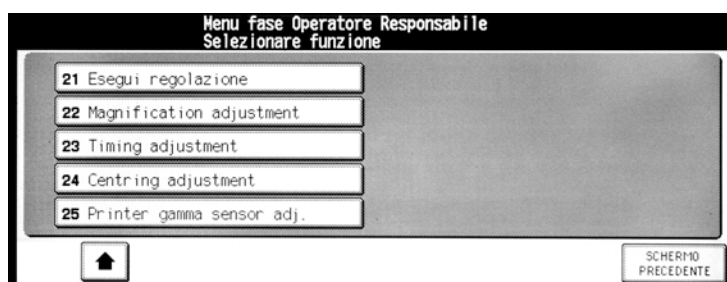 Menu fase Operatore Responsabile
Selezionare funzione
21 Esegui regolazione
22 Magnification adjustment
23 Timing adjustment
24 Centring adjustment
25 Printer gamma sensor adj.
SCHERMO
PRECEDENTE